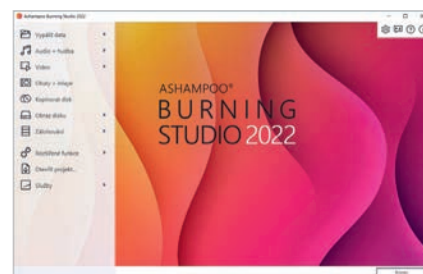 Ashampoo Burning Studio 2022
Vypálit data
Audio + hudba
Video
Obrazy + nálepy
Kopírovat disk
Obraz disku
Zálohování
Rozšířené funkce
Otevřít projekt...
Služby
ASHAMPOO®
BURNING
STUDIO 2022